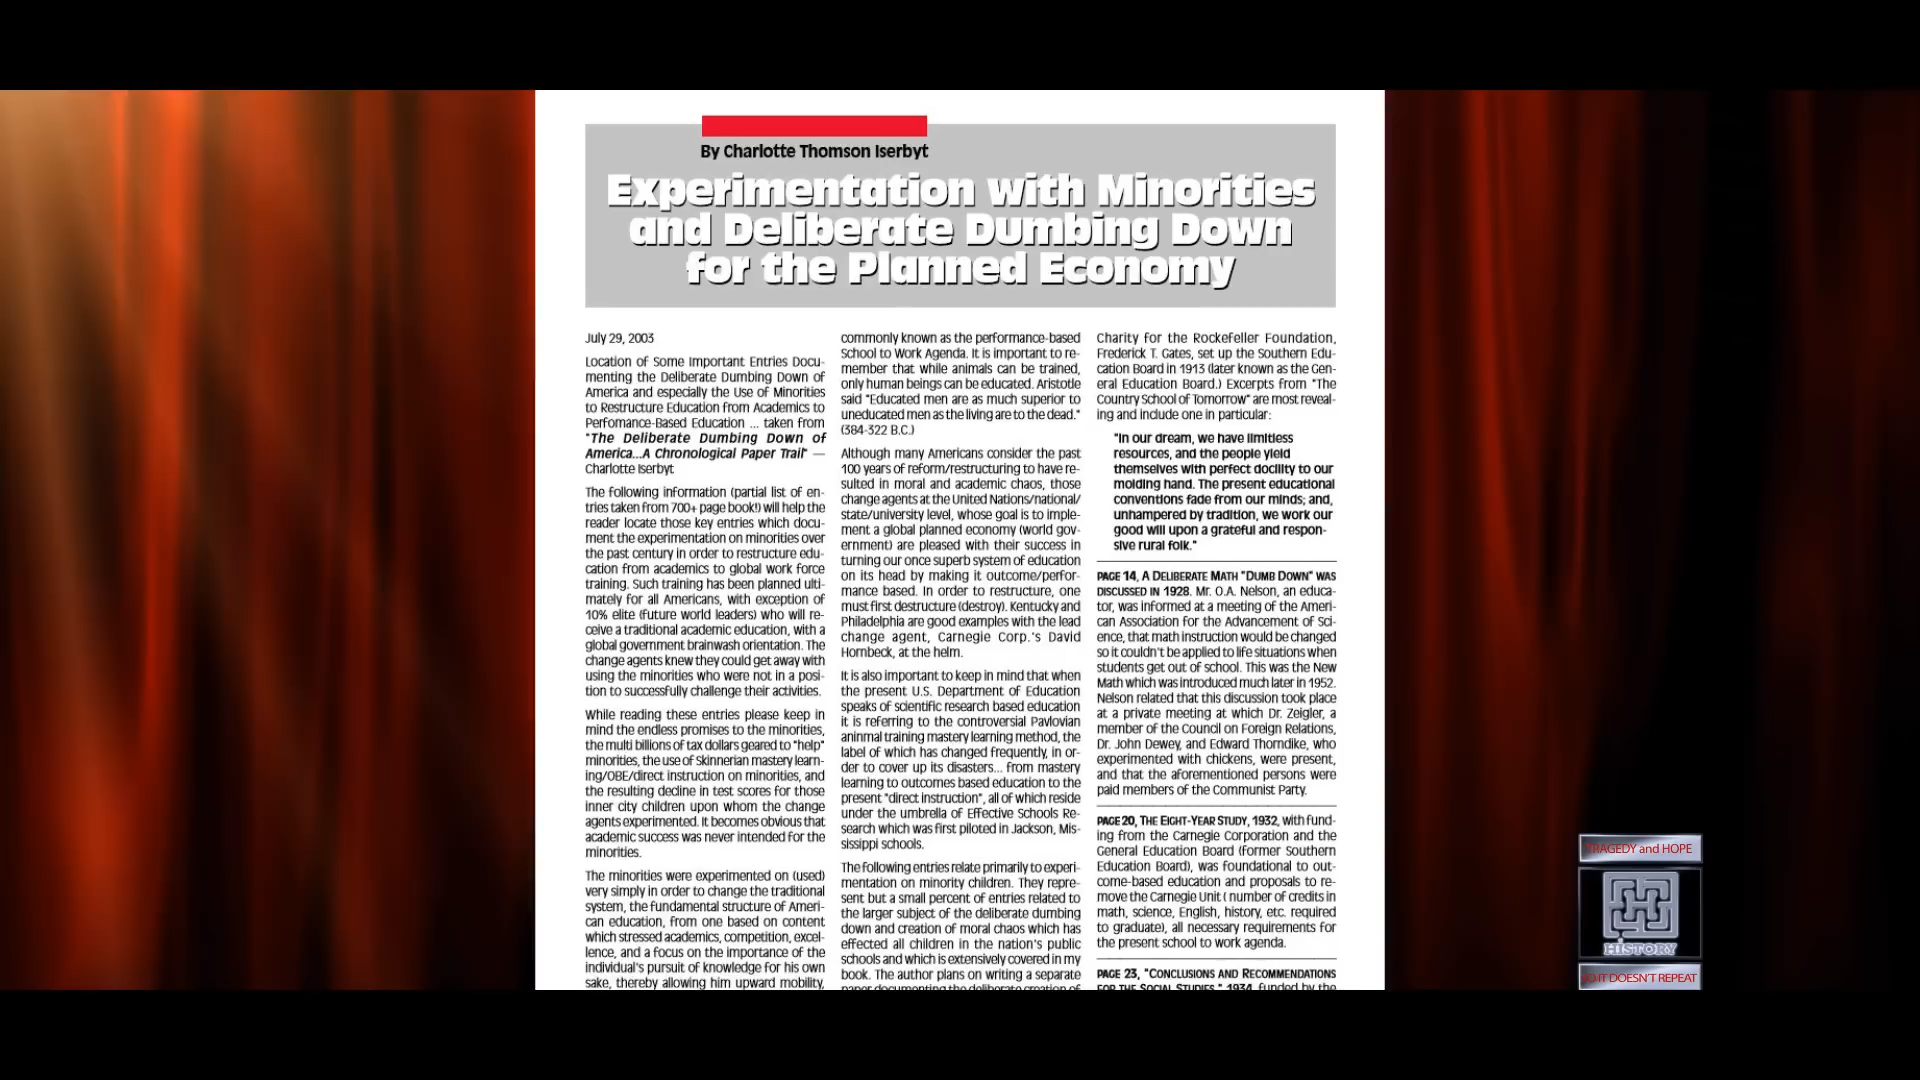 By Charlotte Thomson Iserbyt
Experimentation with Minorities
and Deliberate Dumbing Down
for the Planned Economy
July 29, 2003
Location of Some Important Entries Docu-
menting the Deliberate Dumbing Down of
America and especially the Use of Minorities
to Restructure Education from Academics to
Perfomance-Based Education ... taken from
"The Deliberate Dumbing Down of
America...A Chronological Paper Trail" —
Charlotte Iserbyt
The following information (partial list of en-
tries taken from 700+ page book!) will help the
reader locate those key entries which docu-
ment the experimentation on minorities over
the past century in order to restructure edu-
cation from academics to global work force
training. Such training has been planned ulti-
mately for all Americans, with exception of
10% elite (future world leaders) who will re-
ceive a traditional academic education, with a
global government brainwash orientation. The
change agents knew they could get away with
using the minorities who were not in a posi-
tion to successfully challenge their activities.
While reading these entries please keep in
mind the endless promises to the minorities,
the multi billions of tax dollars geared to "help"
minorities, the use of Skinnerian mastery learn-
ing/OBE/direct instruction on minorities, and
the resulting decline in test scores for those
inner city children upon whom the change
agents experimented. It becomes obvious that
academic success was never intended for the
minorities.
The minorities were experimented on (used)
very simply in order to change the traditional
system, the fundamental structure of Ameri-
can education, from one based on content
which stressed academics, competition, excel-
lence, and a focus on the importance of the
individual's pursuit of knowledge for his own
sake, thereby allowing him upward mobility,
commonly known as the performance-based
School to Work Agenda. It is important to re-
member that while animals can be trained,
only human beings can be educated. Aristotle
said "Educated men are as much superior to
uneducated men as the living are to the dead."
(384-322 B.C.)
Although many Americans consider the past
100 years of reform/restructuring to have re-
sulted in moral and academic chaos, those
change agents at the United Nations/national/
state/university level, whose goal is to imple-
ment a global planned economy (world gov-
ernment) are pleased with their success in
turning our once superb system of education
on its head by making it outcome/perfor-
mance based. In order to restructure, one
must first destructure (destroy). Kentucky and
Philadelphia are good examples with the lead
change agent, Carnegie Corp.'s David
Hornbeck, at the helm.
It is also important to keep in mind that when
the present U.S. Department of Education
speaks of scientific research based education
it is referring to the controversial Pavlovian
aninmal training mastery learning method, the
label of which has changed frequently, in or-
der to cover up its disasters... from mastery
learning to outcomes based education to the
present "direct instruction", all of which reside
under the umbrella of Effective Schools Re-
search which was first piloted in Jackson, Mis-
sissippi schools.
The following entries relate primarily to experi-
mentation on minority children. They repre-
sent but a small percent of entries related to
the larger subject of the deliberate dumbing
down and creation of moral chaos which has
effected all children in the nation's public
schools and which is extensively covered in my
book. The author plans on writing a separate
paper documenting the deliberate creation of
Charity for the Rockefeller Foundation,
Frederick T. Gates, set up the Southern Edu-
cation Board in 1913 (later known as the Gen-
eral Education Board.) Excerpts from "The
Country School of Tomorrow" are most reveal-
ing and include one in particular:
"In our dream, we have limitless
resources, and the people yield
themselves with perfect docility to our
molding hand. The present educational
conventions fade from our minds; and,
unhampered by tradition, we work our
good will upon a grateful and respon-
sive rural folk."
PAGE 14, A DELIBERATE MATH "DUMB DOWN" WAS
DISCUSSED IN 1928. Mr. O.A. Nelson, an educa-
tor, was informed at a meeting of the Ameri-
can Association for the Advancement of Sci-
ence, that math instruction would be changed
so it couldn't be applied to life situations when
students get out of school. This was the New
Math which was introduced much later in 1952.
Nelson related that this discussion took place
at a private meeting at which Dr. Zeigler, a
member of the Council on Foreign Relations,
Dr. John Dewey, and Edward Thorndike, who
experimented with chickens, were present,
and that the aforementioned persons were
paid members of the Communist Party.
PAGE 20, THE EIGHT-YEAR STUDY, 1932, with fund-
ing from the Carnegie Corporation and the
General Education Board (former Southern
Education Board), was foundational to out-
come-based education and proposals to re-
move the Carnegie Unit ( number of credits in
math, science, English, history, etc. required
to graduate), all necessary requirements for
the present school to work agenda.
PAGE 23, "CONCLUSIONS AND RECOMMENDATIONS
FOR THE SOCIAL STUDIES," 1934, funded by the
TRAGEDY and HOPE
HISTORY
SO IT DOESN'T REPEAT